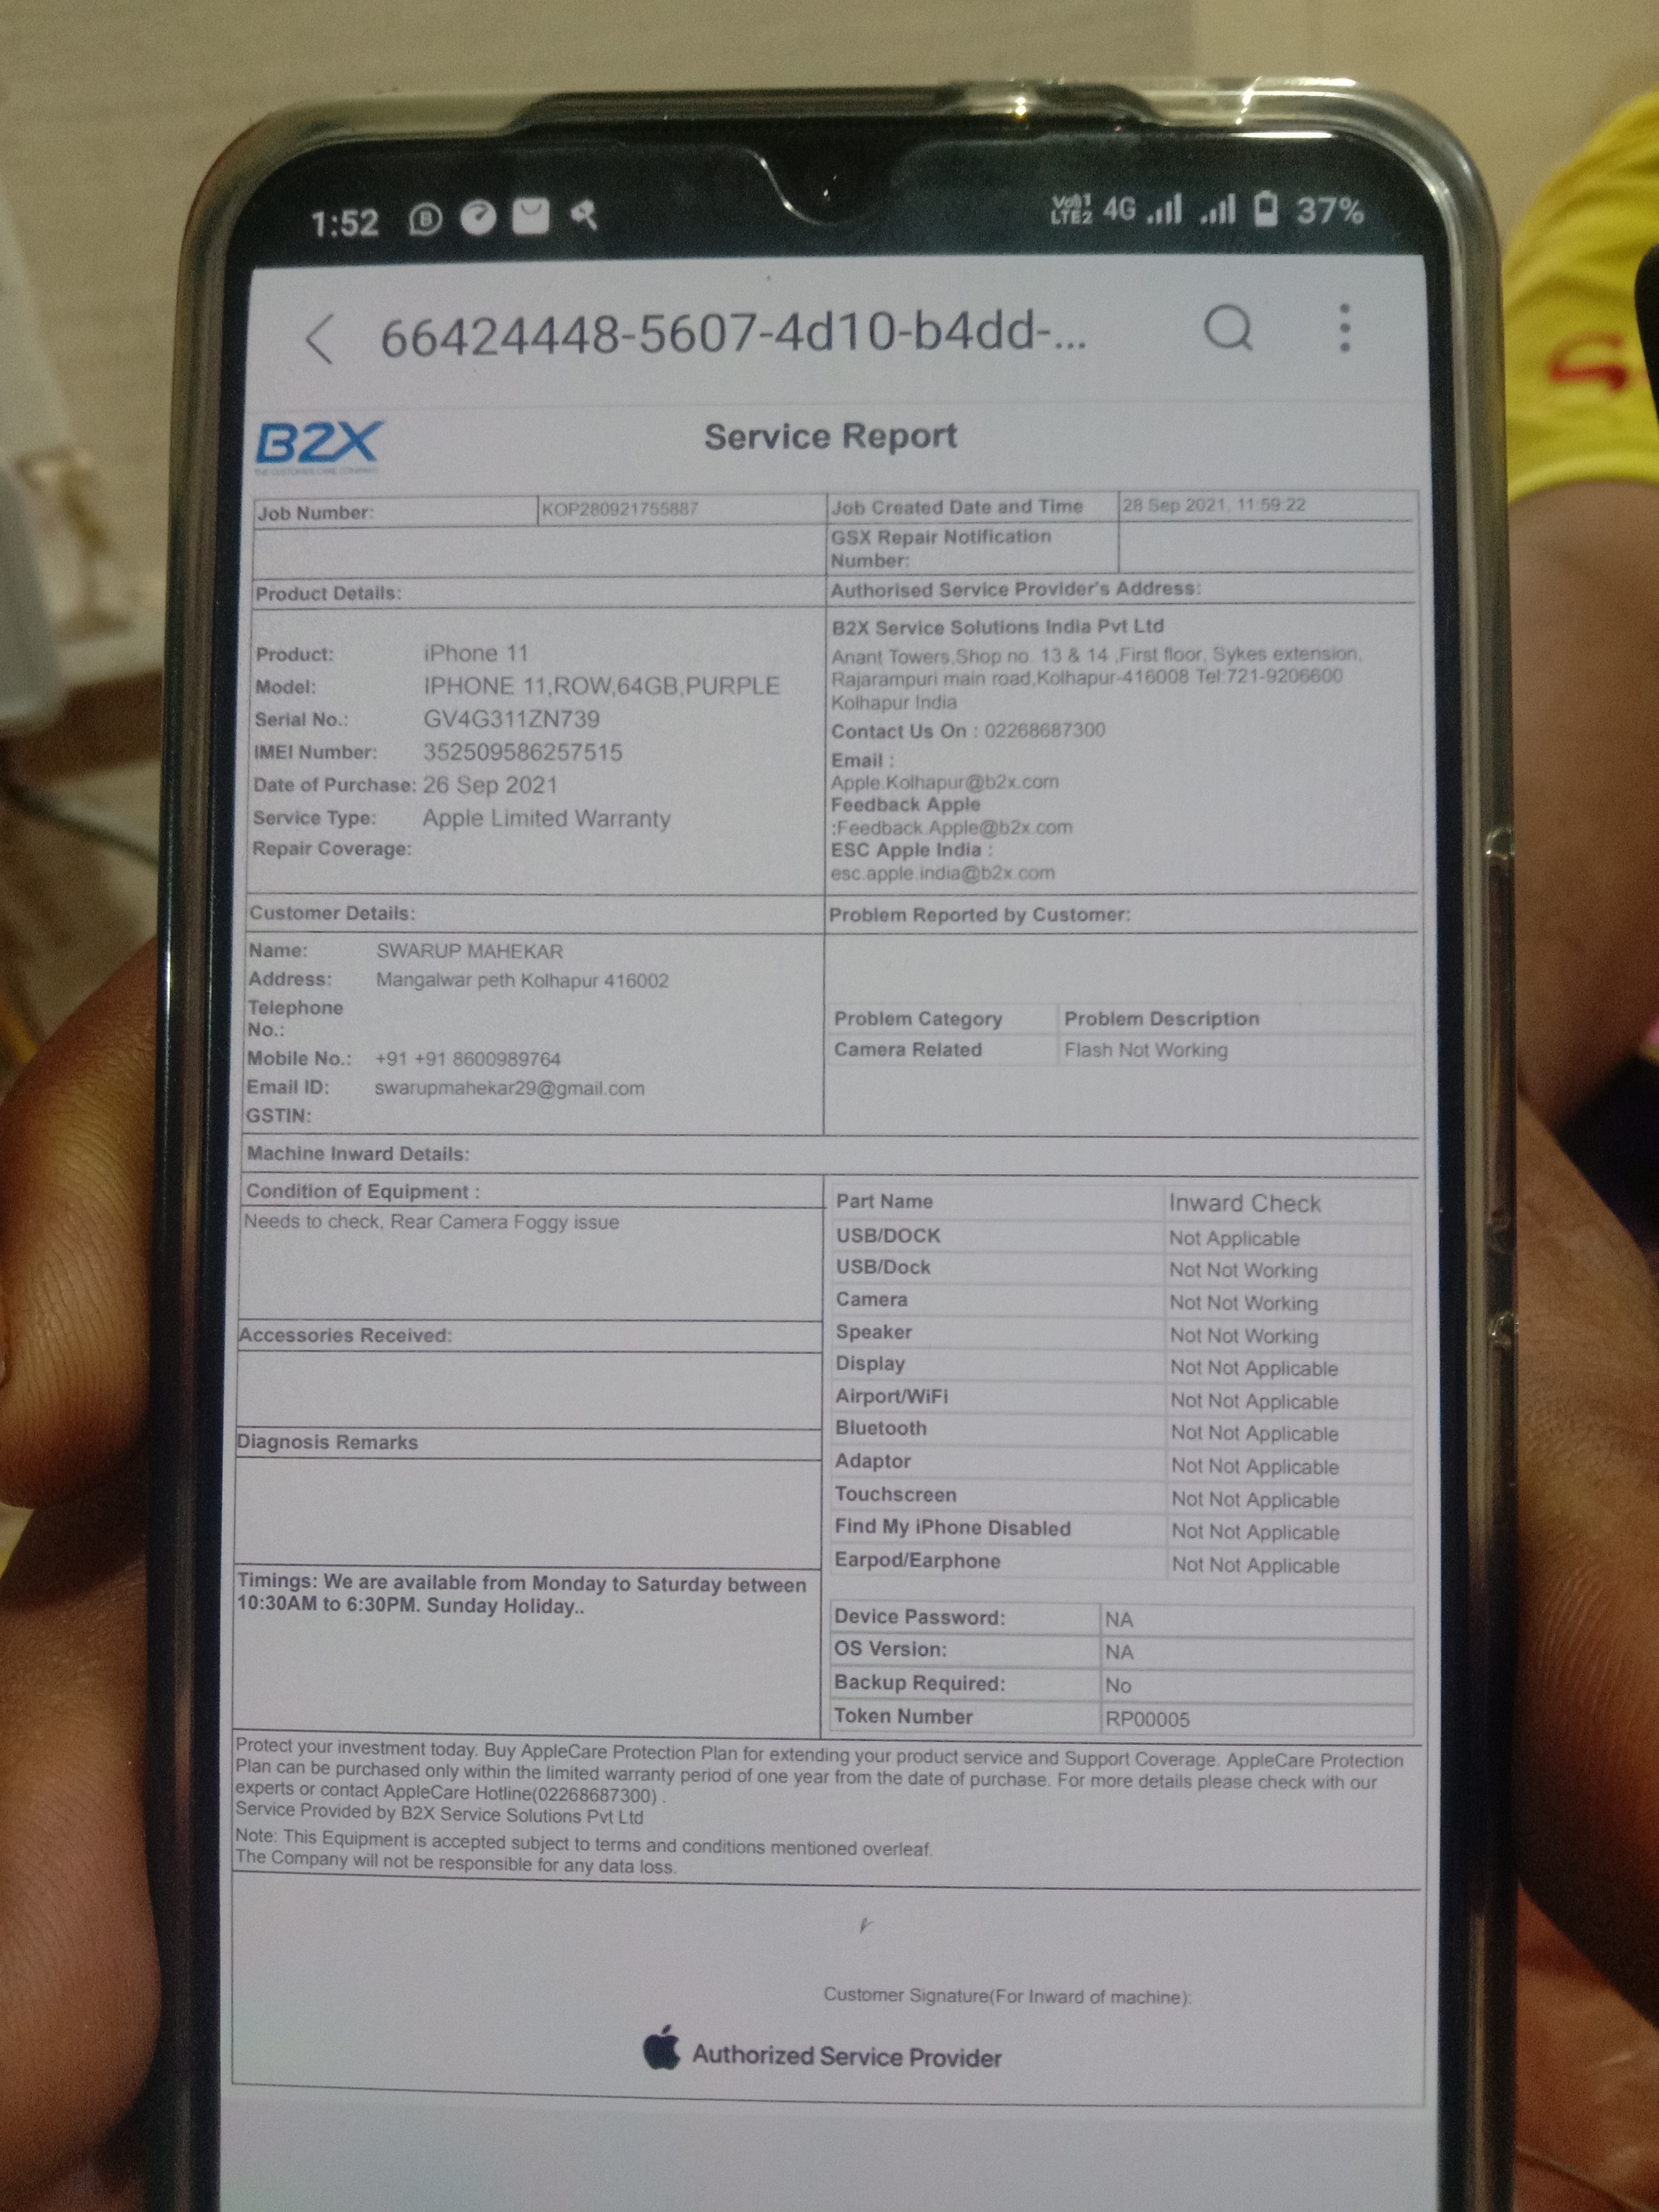 1:52 Vo)) 1 LTE2 4G 37%
66424448-5607-4d10-b4dd-...
B2X
THE CUSTOMER CARE COMPANY
Service Report
Job Number: KOP280921755887
Job Created Date and Time 28 Sep 2021, 11:59:22
GSX Repair Notification
Number:
Product Details:
Product: iPhone 11
Model: IPHONE 11,ROW,64GB,PURPLE
Serial No.: GV4G311ZN739
IMEI Number: 352509586257515
Date of Purchase: 26 Sep 2021
Service Type: Apple Limited Warranty
Repair Coverage:
Authorised Service Provider's Address:
B2X Service Solutions India Pvt Ltd
Anant Towers,Shop no. 13 & 14 ,First floor, Sykes extension,
Rajarampuri main road,Kolhapur-416008 Tel:721-9206600
Kolhapur India
Contact Us On : 02268687300
Email :
Apple.Kolhapur@b2x.com
Feedback Apple
:Feedback.Apple@b2x.com
ESC Apple India :
esc.apple.india@b2x.com
Customer Details:
Name: SWARUP MAHEKAR
Address: Mangalwar peth Kolhapur 416002
Telephone
No.:
Mobile No.: +91 +91 8600989764
Email ID: swarupmahekar29@gmail.com
GSTIN:
Problem Reported by Customer:
Problem Category Problem Description
Camera Related Flash Not Working
Machine Inward Details:
Condition of Equipment :
Needs to check, Rear Camera Foggy issue
Accessories Received:
Diagnosis Remarks
Timings: We are available from Monday to Saturday between
10:30AM to 6:30PM. Sunday Holiday..
Part Name Inward Check
USB/DOCK Not Applicable
USB/Dock Not Not Working
Camera Not Not Working
Speaker Not Not Working
Display Not Not Applicable
Airport/WiFi Not Not Applicable
Bluetooth Not Not Applicable
Adaptor Not Not Applicable
Touchscreen Not Not Applicable
Find My iPhone Disabled Not Not Applicable
Earpod/Earphone Not Not Applicable
Device Password: NA
OS Version: NA
Backup Required: No
Token Number RP00005
Protect your investment today. Buy AppleCare Protection Plan for extending your product service and Support Coverage. AppleCare Protection
Plan can be purchased only within the limited warranty period of one year from the date of purchase. For more details please check with our
experts or contact AppleCare Hotline(02268687300) .
Service Provided by B2X Service Solutions Pvt Ltd
Note: This Equipment is accepted subject to terms and conditions mentioned overleaf.
The Company will not be responsible for any data loss.
Customer Signature(For Inward of machine):
Authorized Service Provider